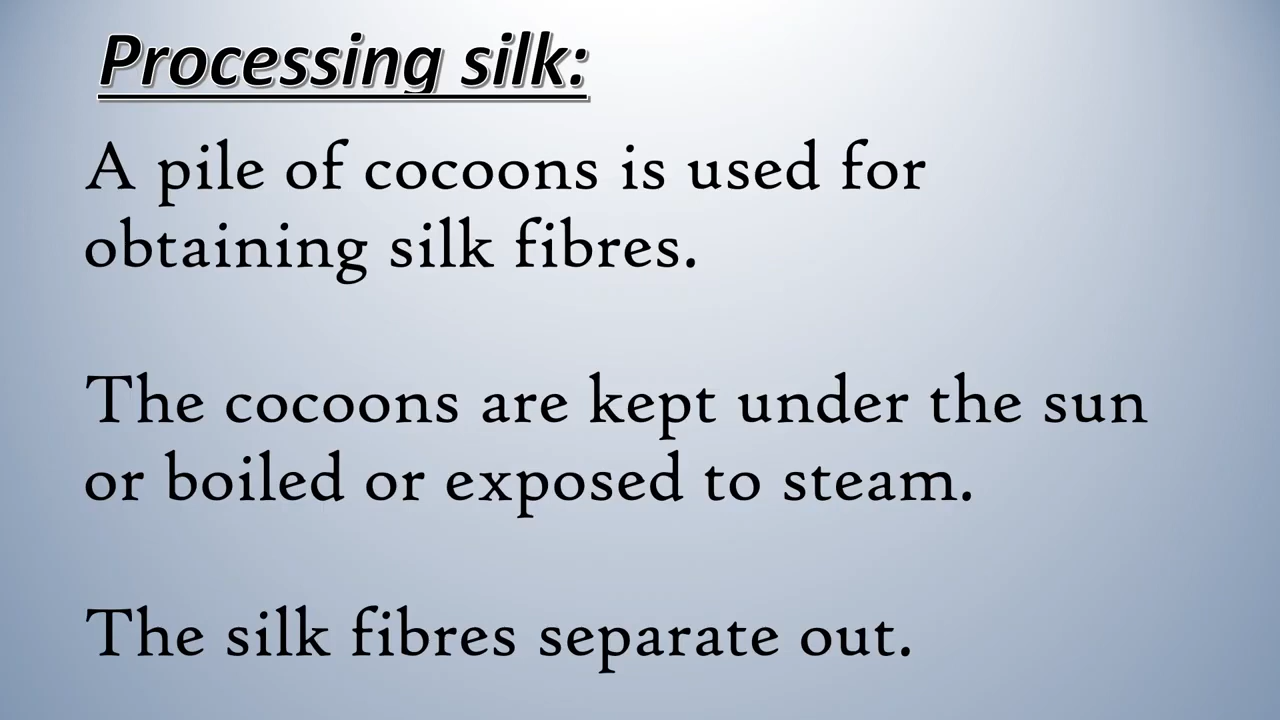 Processing silk:
A pile of cocoons is used for
obtaining silk fibres.
The cocoons are kept under the sun
or boiled or exposed to steam.
The silk fibres separate out.